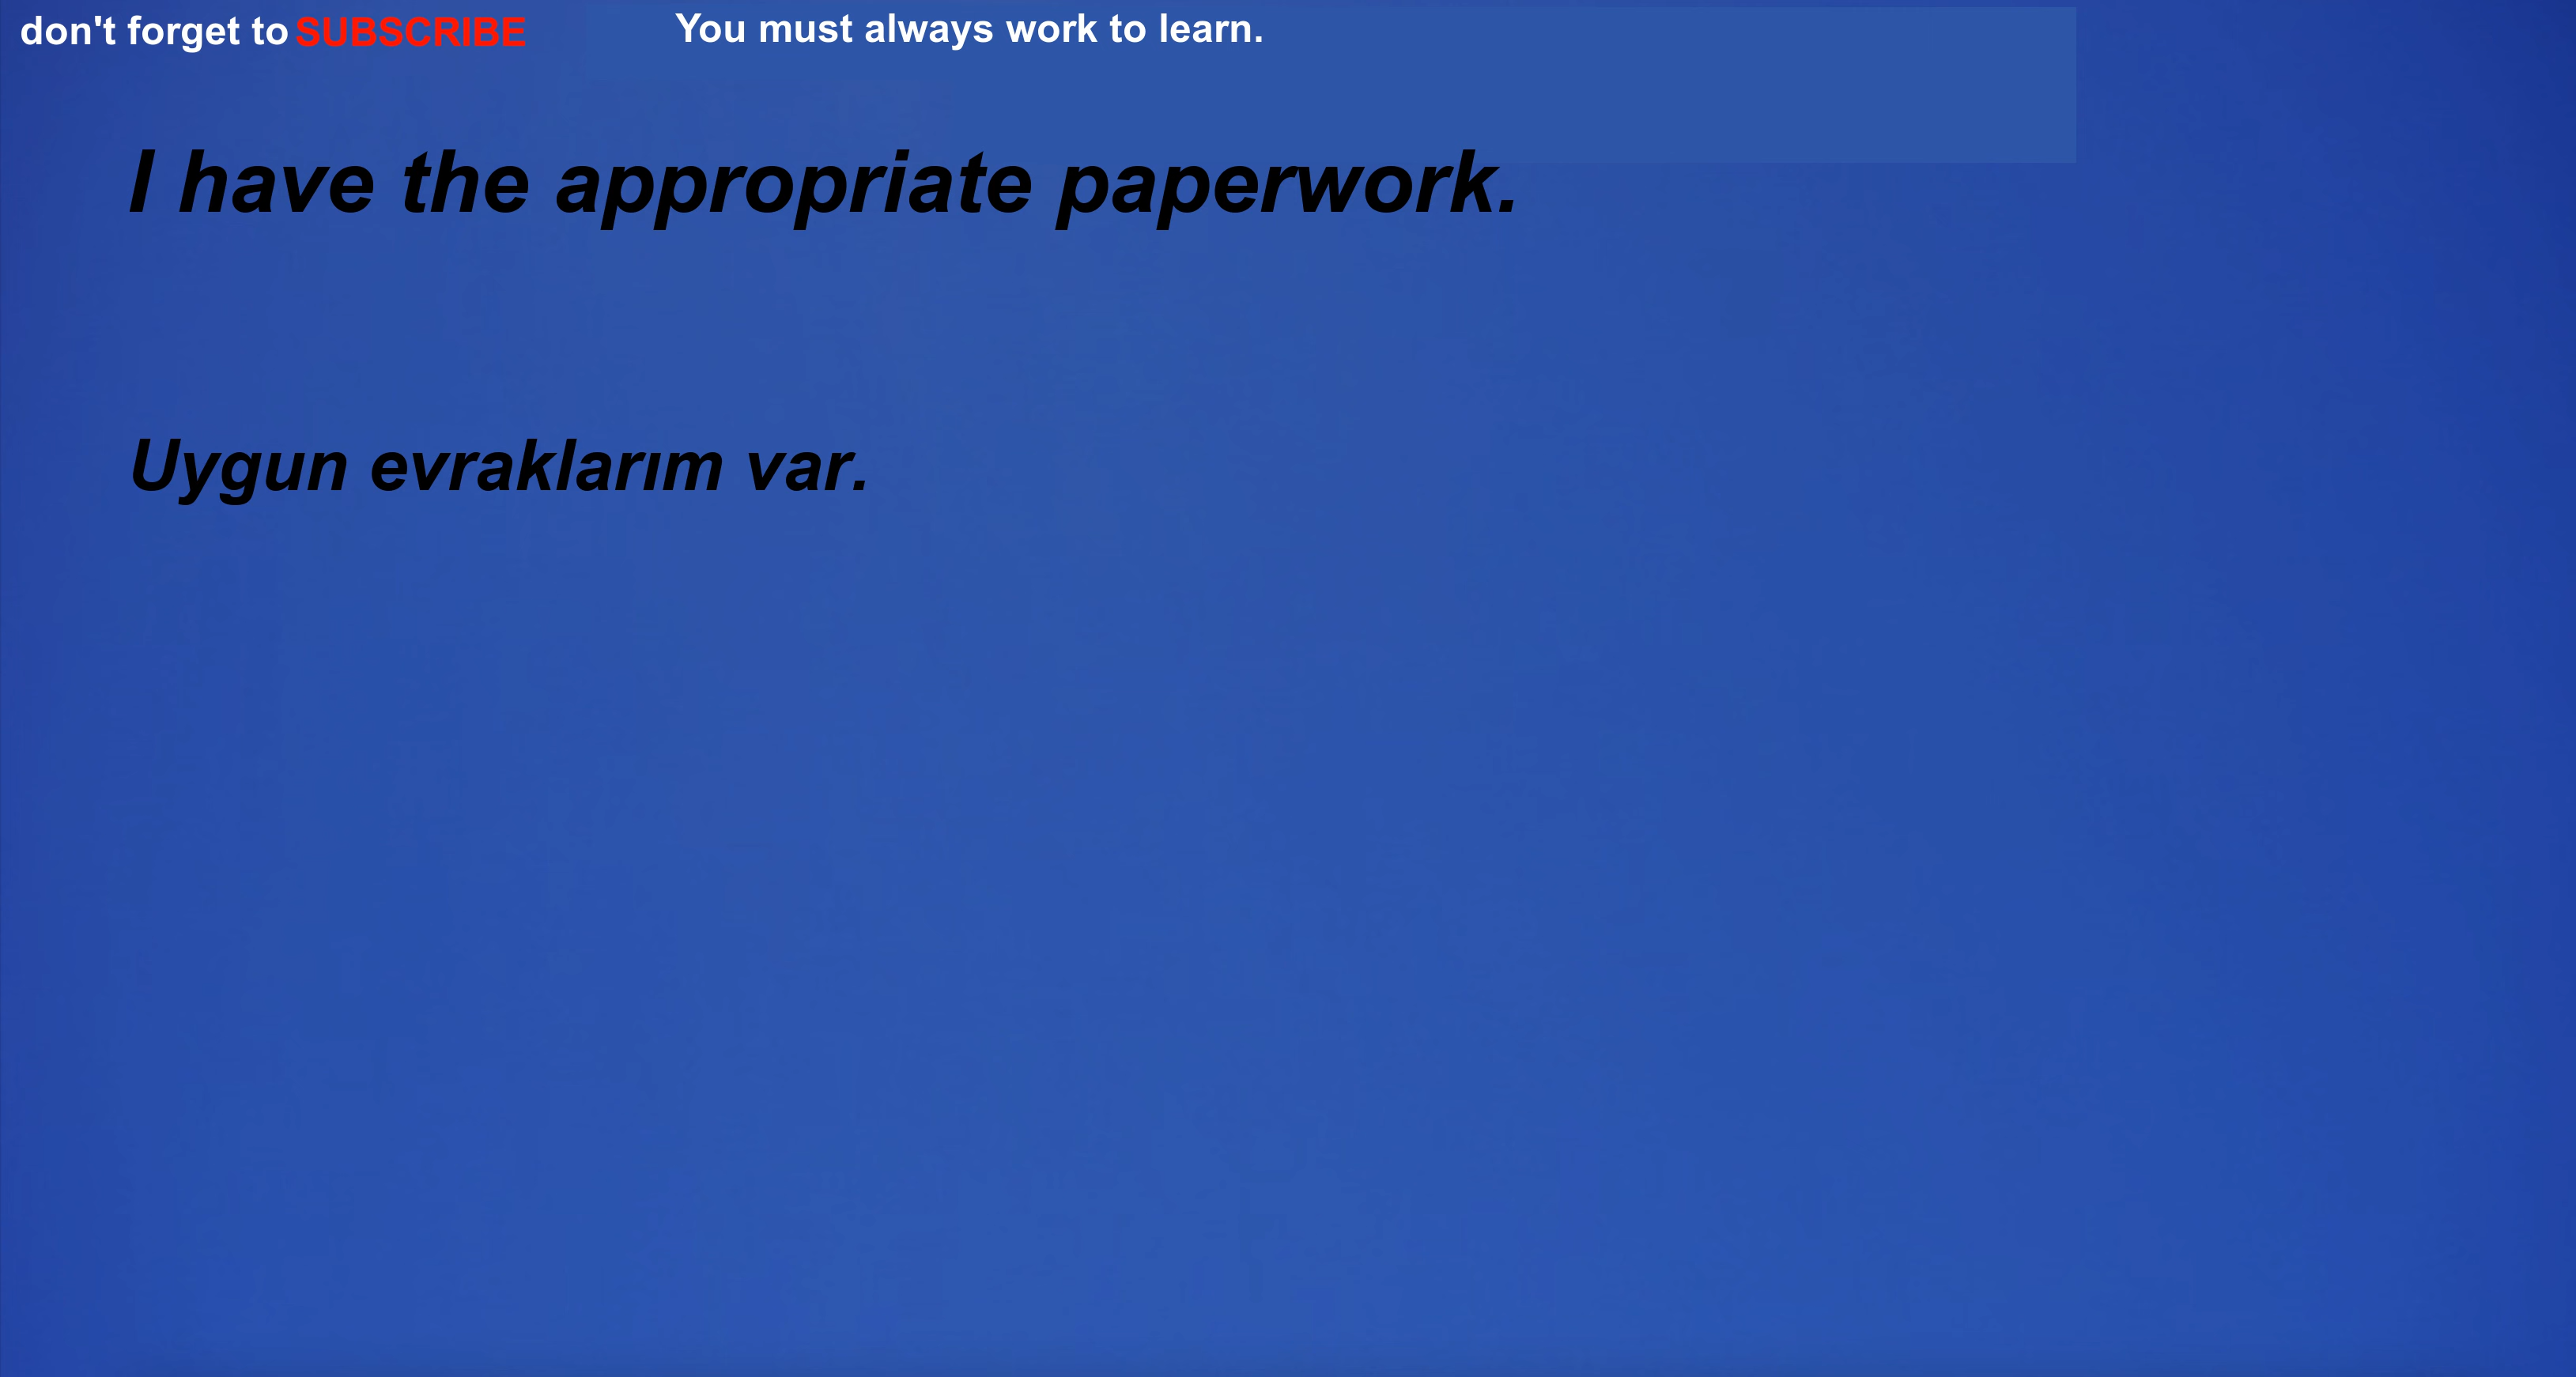 don't forget to SUBSCRIBE
You must always work to learn.
I have the appropriate paperwork.
Uygun evraklarım var.